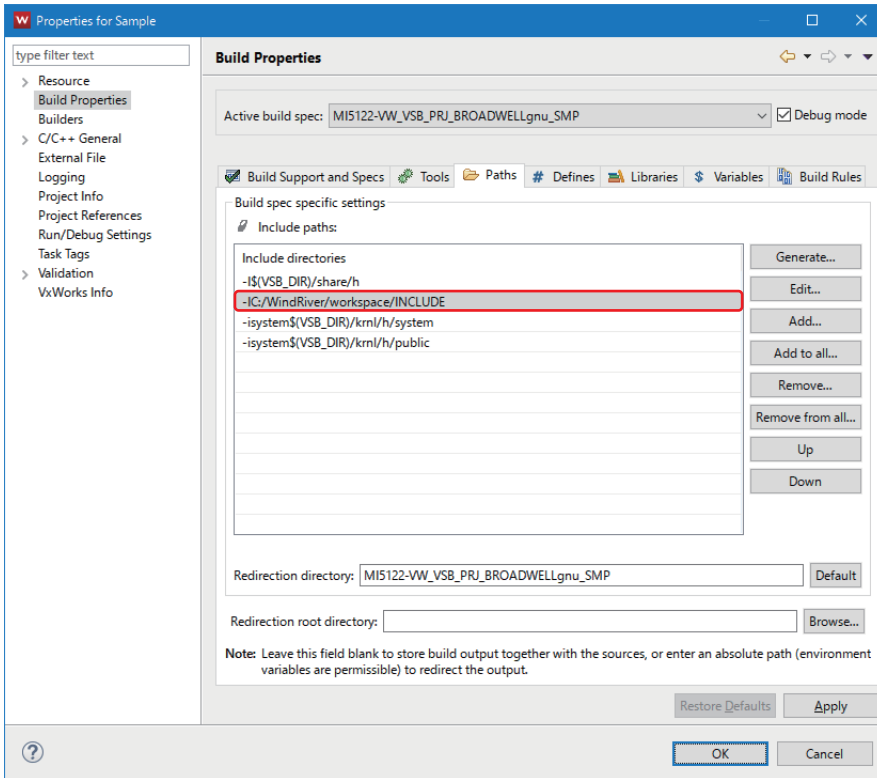 Properties for Sample
type filter text
Resource
Build Properties
Builders
C/C++ General
External File
Logging
Project Info
Project References
Run/Debug Settings
Task Tags
Validation
VxWorks Info
Build Properties
Active build spec: MI5122-VW_VSB_PRJ_BROADWELLgnu_SMP Debug mode
Build Support and Specs Tools Paths # Defines Libraries $ Variables Build Rules
Build spec specific settings
Include paths:
Include directories
-I$(VSB_DIR)/share/h
-IC:/WindRiver/workspace/INCLUDE
-isystem$(VSB_DIR)/krnl/h/system
-isystem$(VSB_DIR)/krnl/h/public
Generate...
Edit...
Add...
Add to all...
Remove...
Remove from all...
Up
Down
Redirection directory: MI5122-VW_VSB_PRJ_BROADWELLgnu_SMP Default
Redirection root directory: Browse...
Note: Leave this field blank to store build output together with the sources, or enter an absolute path (environment
variables are permissible) to redirect the output.
Restore Defaults Apply
OK Cancel